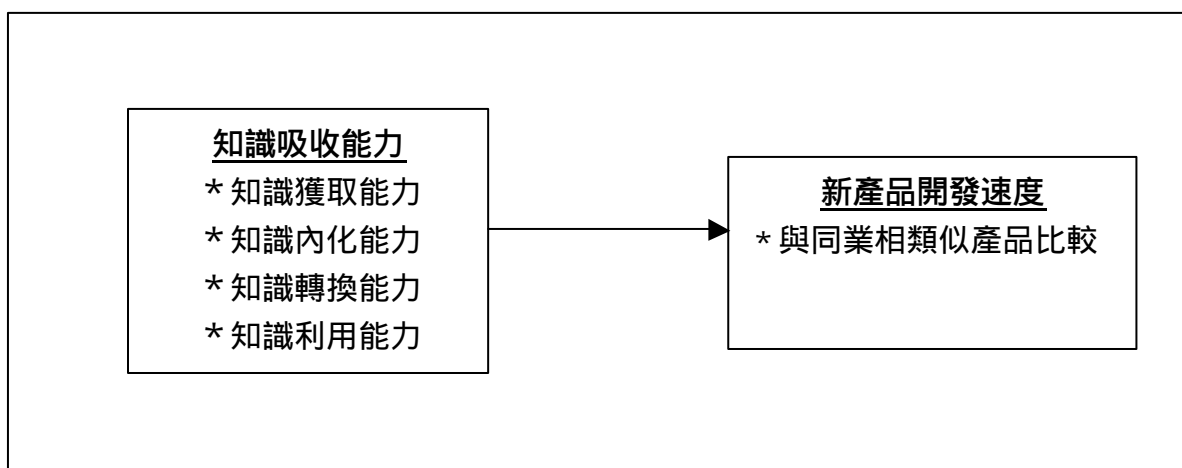 知識吸收能力
*知識獲取能力
*知識內化能力
*知識轉換能力
*知識利用能力
新產品開發速度
*與同業相類似產品比較